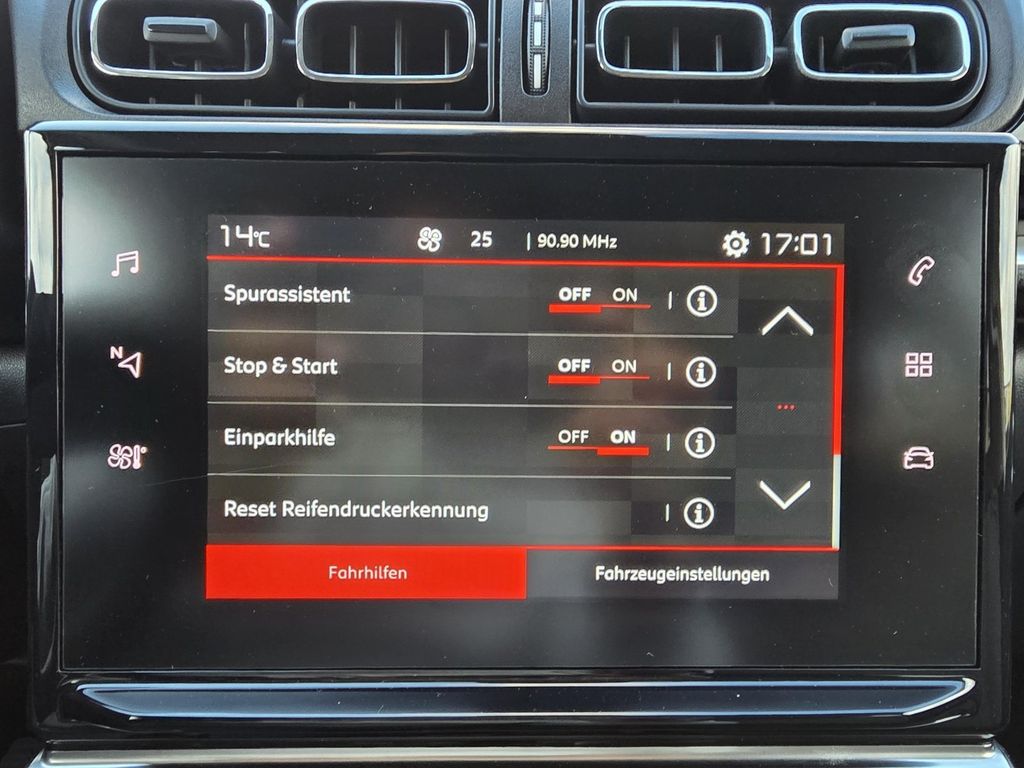 14°C 25 | 90.90 MHz 17:01
Spurassistent OFF ON
N
Stop & Start OFF ON
Einparkhilfe OFF ON
Reset Reifendruckerkennung
Fahrhilfen Fahrzeugeinstellungen